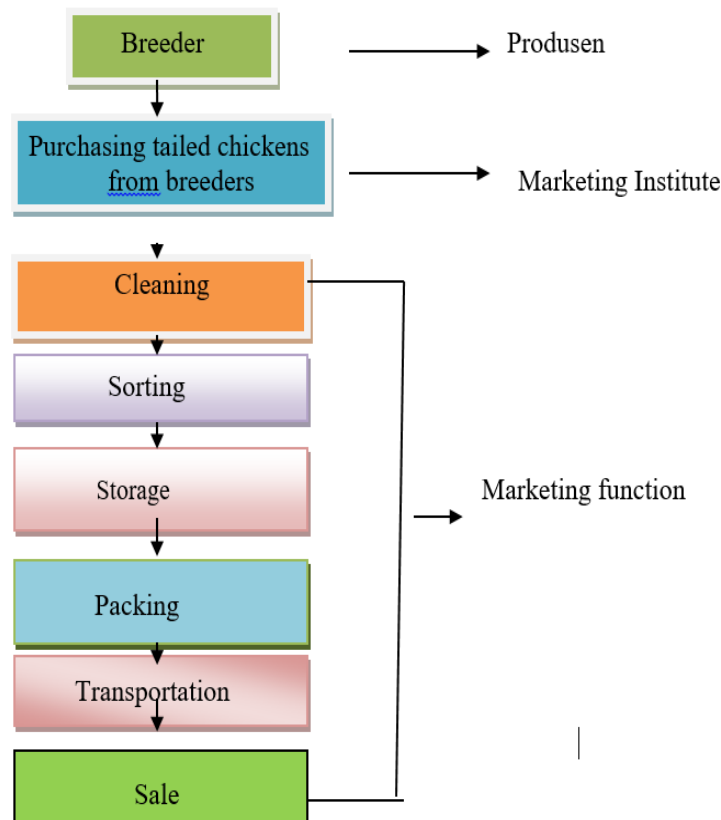 Breeder
Produsen
Purchasing tailed chickens
from breeders
Marketing Institute
Cleaning
Sorting
Storage
Marketing function
Packing
Transportation
Sale